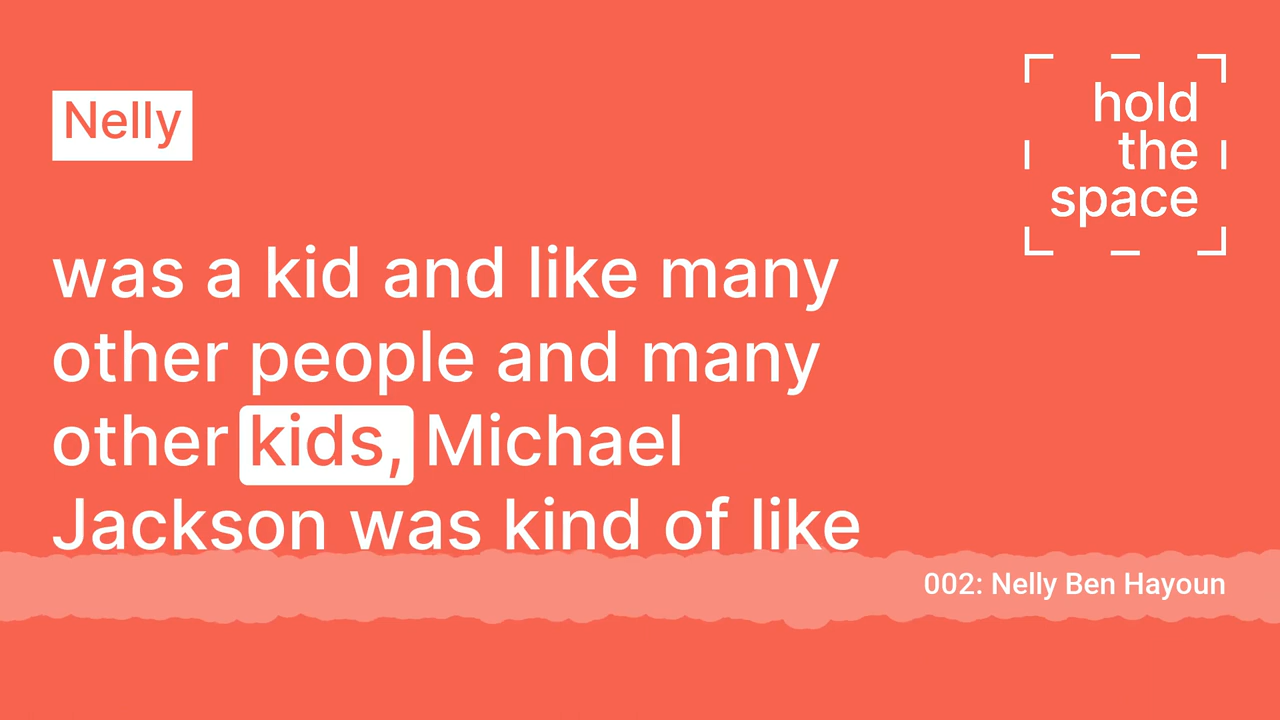 Nelly
hold
the
space
was a kid and like many
other people and many
other kids, Michael
Jackson was kind of like
002: Nelly Ben Hayoun